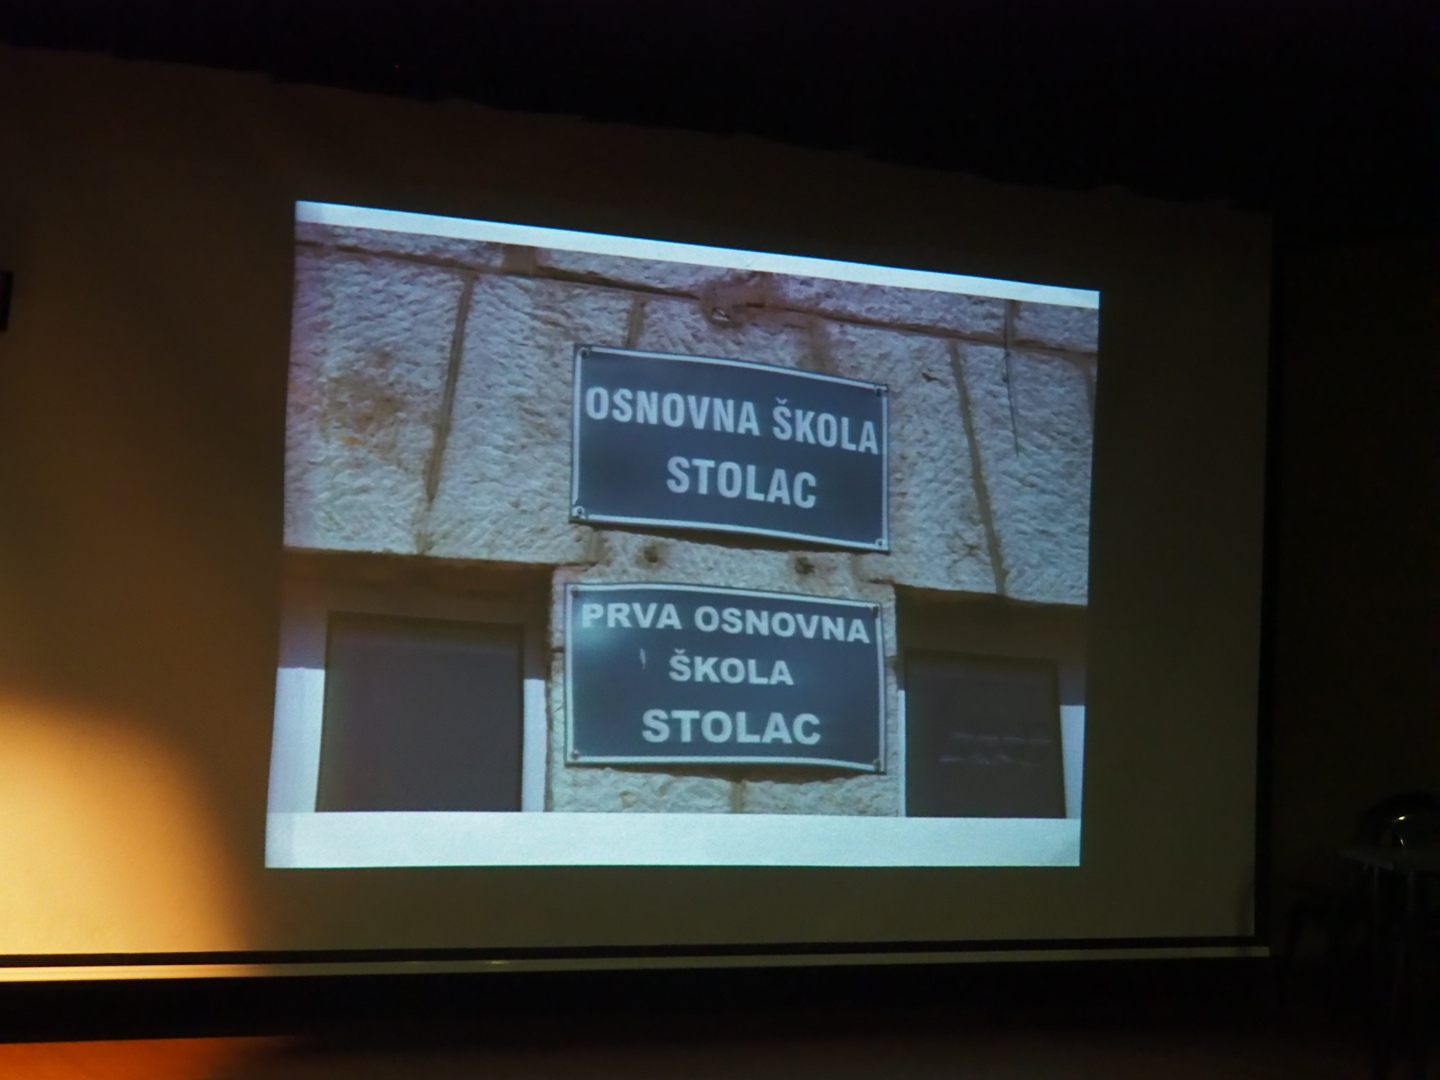 OSNOVNA ŠKOLA
STOLAC
PRVA OSNOVNA
ŠKOLA
STOLAC